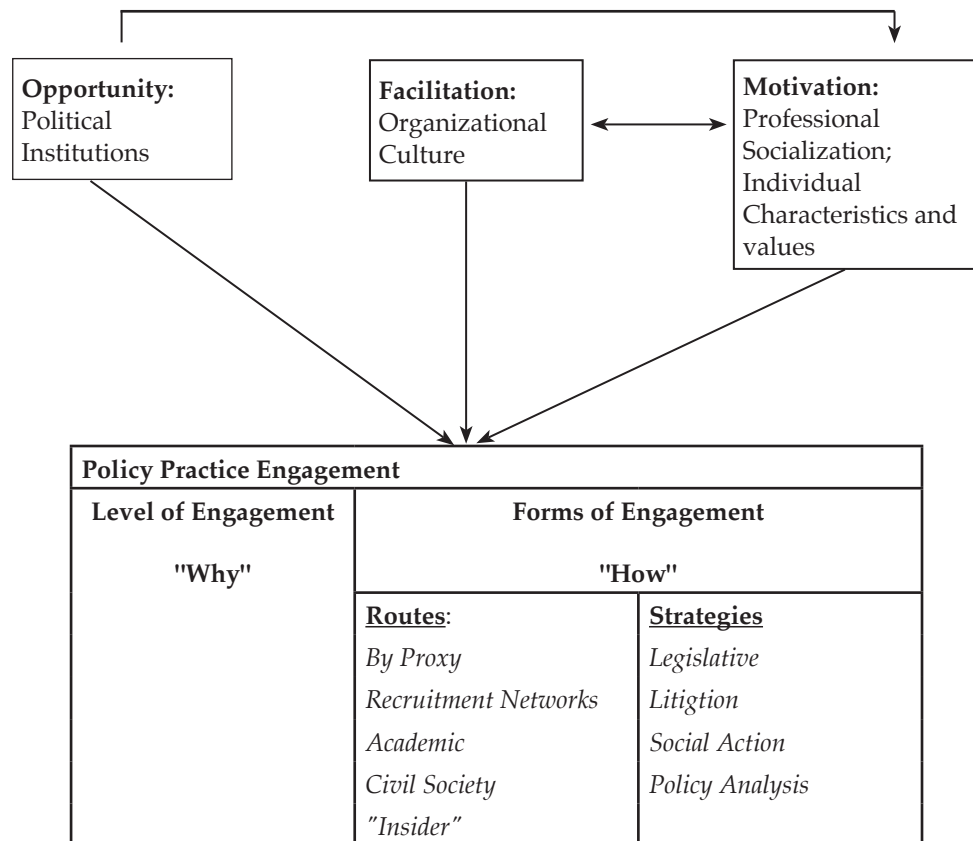 Opportunity:
Political
Institutions
Facilitation:
Organizational
Culture
Motivation:
Professional
Socialization;
Individual
Characteristics and
values
Policy Practice Engagement
Level of Engagement
"Why"
Forms of Engagement
"How"
Routes:
By Proxy
Recruitment Networks
Academic
Civil Society
"Insider"
Strategies
Legislative
Litigtion
Social Action
Policy Analysis